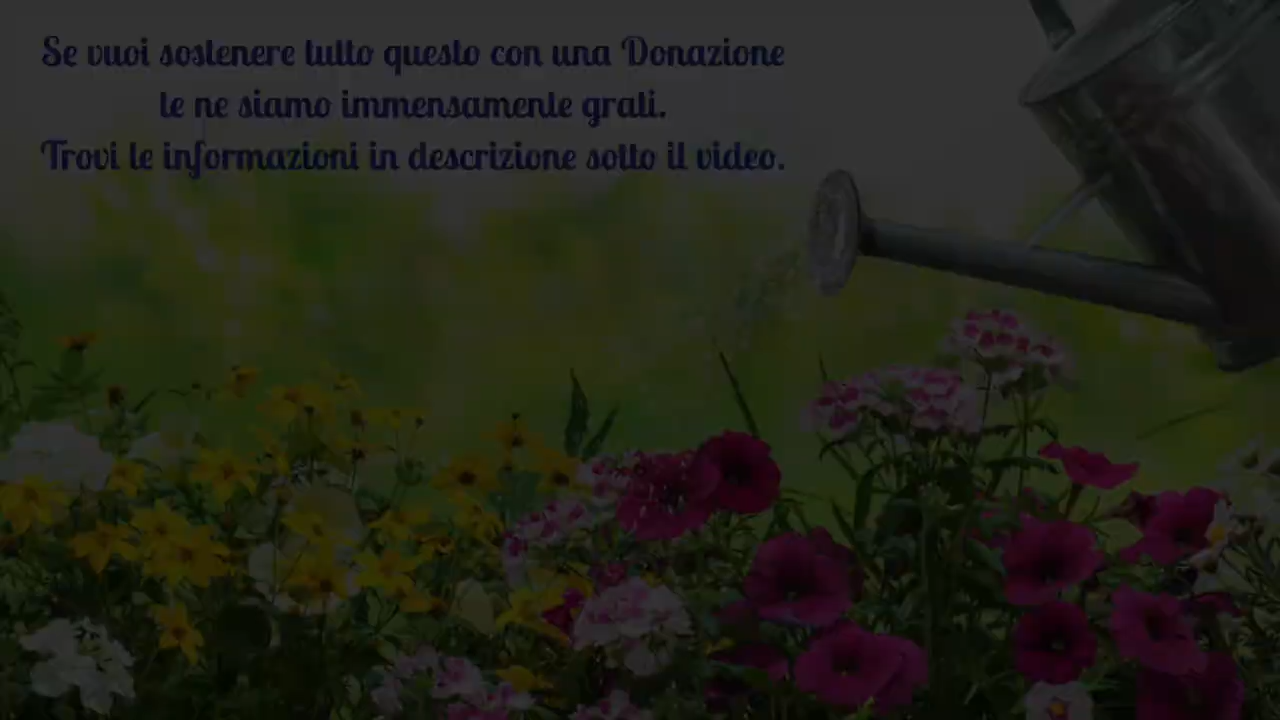 Se vuoi sostenere tutto questo con una Donazione
te ne siamo immensamente grati.
Trovi le informazioni in descrizione sotto il video.